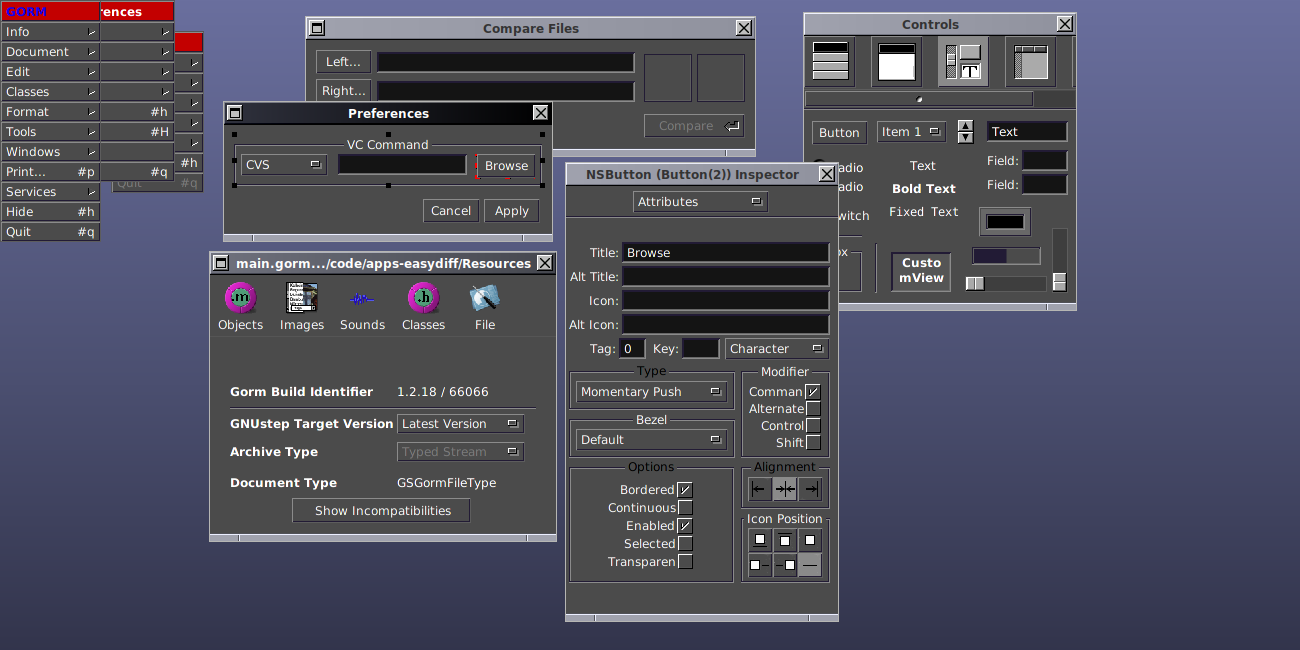 GORM
rences
Info
Document
Edit
Classes
Format #h
Tools #H
Windows
Print... #p #q
Services
Hide #h
Quit #q
#h
Quit #q
Compare Files
Left...
Right...
Compare
Preferences
VC Command
CVS
Browse
Cancel
Apply
main.gorm.../code/apps-easydiff/Resources
Objects
Images
Sounds
Classes
File
Gorm Build Identifier 1.2.18 / 66066
GNUstep Target Version Latest Version
Archive Type Typed Stream
Document Type GSGormFileType
Show Incompatibilities
NSButton (Button(2)) Inspector
Attributes
Title: Browse
Alt Title:
Icon:
Alt Icon:
Tag: 0 Key: Character
Type
Momentary Push
Bezel
Default
Options
Bordered
Continuous
Enabled
Selected
Transparen
Modifier
Comman
Alternate
Control
Shift
Alignment
Icon Position
Controls
Button
Item 1
Text
adio
adio
witch
ox
Text
Bold Text
Fixed Text
Field:
Field:
Custo
mView